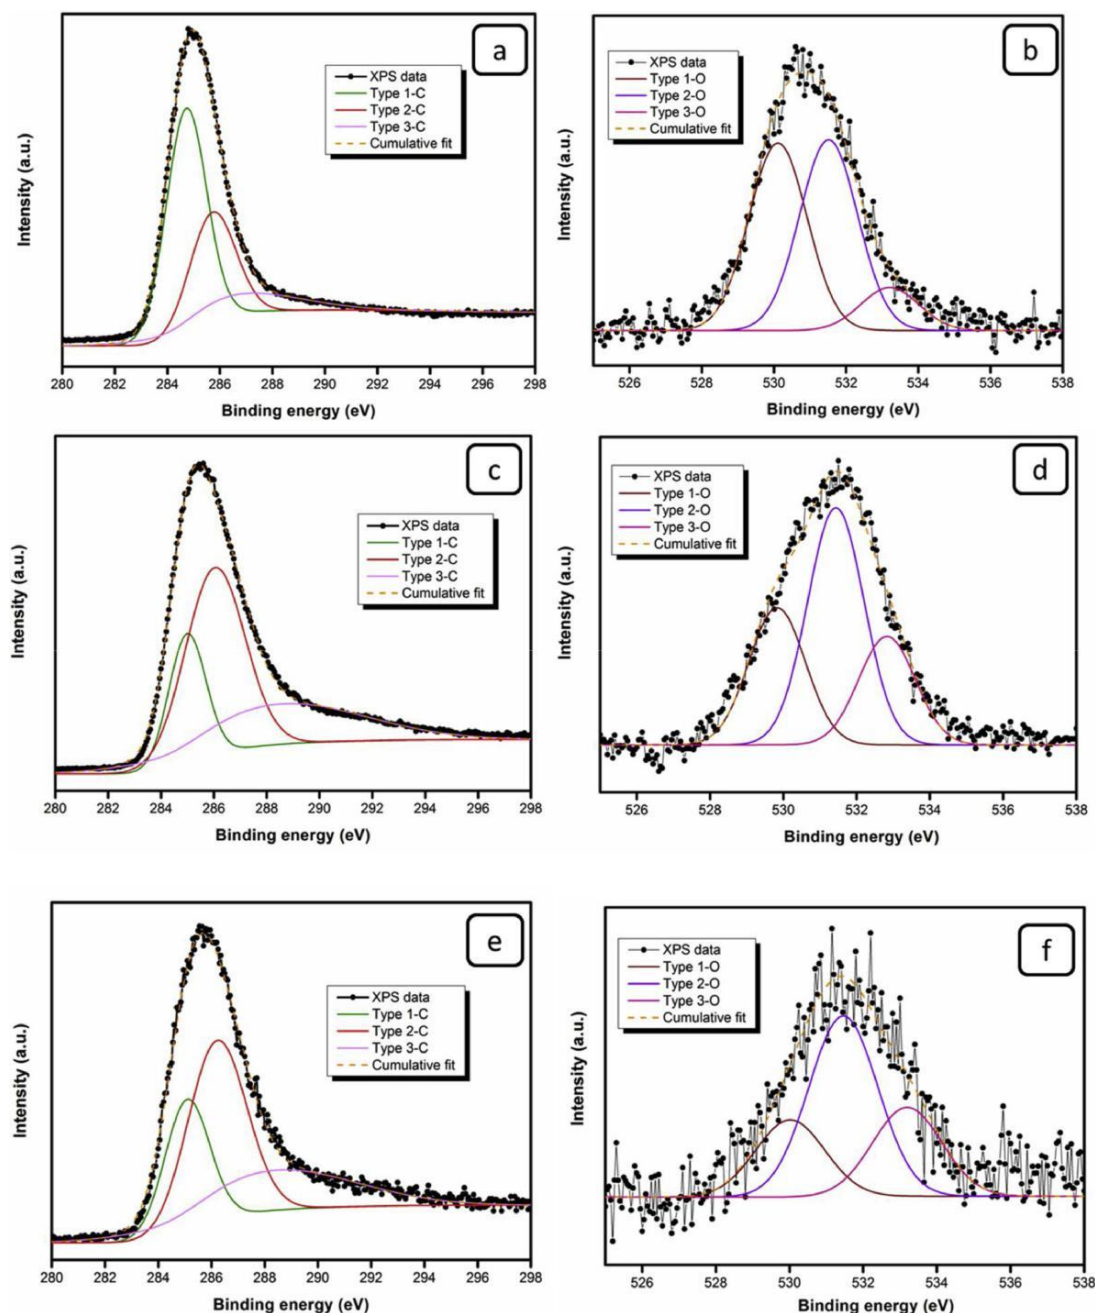 a
XPS data
Type 1-C
Type 2-C
Type 3-C
Cumulative fit
Intensity (a.u.)
280 282 284 286 288 290 292 294 296 298
Binding energy (eV)
b
XPS data
Type 1-O
Type 2-O
Type 3-O
Cumulative fit
Intensity (a.u.)
526 528 530 532 534 536 538
Binding energy (eV)
c
XPS data
Type 1-C
Type 2-C
Type 3-C
Cumulative fit
Intensity (a.u.)
280 282 284 286 288 290 292 294 296 298
Binding energy (eV)
d
XPS data
Type 1-O
Type 2-O
Type 3-O
Cumulative fit
Intensity (a.u.)
526 528 530 532 534 536 538
Binding energy (eV)
e
XPS data
Type 1-C
Type 2-C
Type 3-C
Cumulative fit
Intensity (a.u.)
280 282 284 286 288 290 292 294 296 298
Binding energy (eV)
f
XPS data
Type 1-O
Type 2-O
Type 3-O
Cumulative fit
Intensity (a.u.)
526 528 530 532 534 536 538
Binding energy (eV)